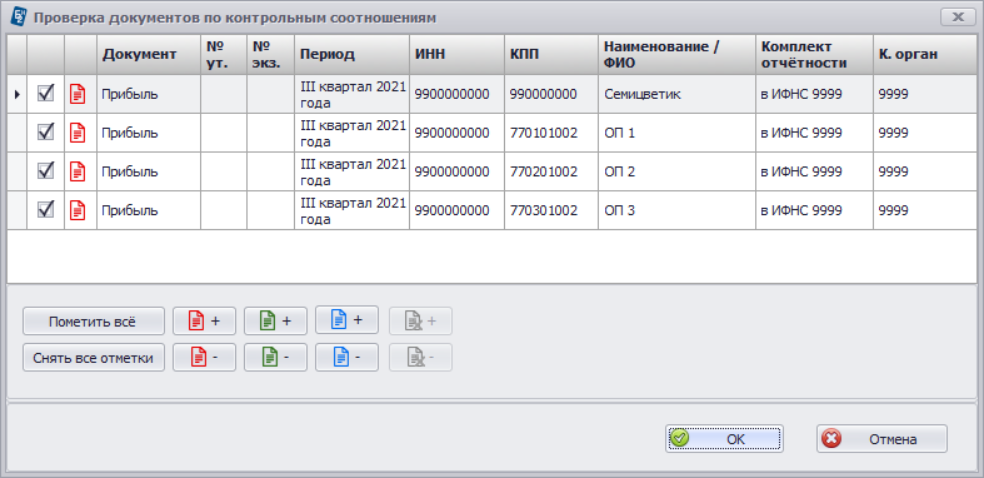 Проверка документов по контрольным соотношениям
Документ № ут. № экз. Период ИНН КПП Наименование / ФИО Комплект отчётности К. орган
Прибыль III квартал 2021 года 9900000000 990000000 Семицветик в ИФНС 9999 9999
Прибыль III квартал 2021 года 9900000000 770101002 ОП 1 в ИФНС 9999 9999
Прибыль III квартал 2021 года 9900000000 770201002 ОП 2 в ИФНС 9999 9999
Прибыль III квартал 2021 года 9900000000 770301002 ОП 3 в ИФНС 9999 9999
Пометить всё + + + +
Снять все отметки - - - -
OK Отмена